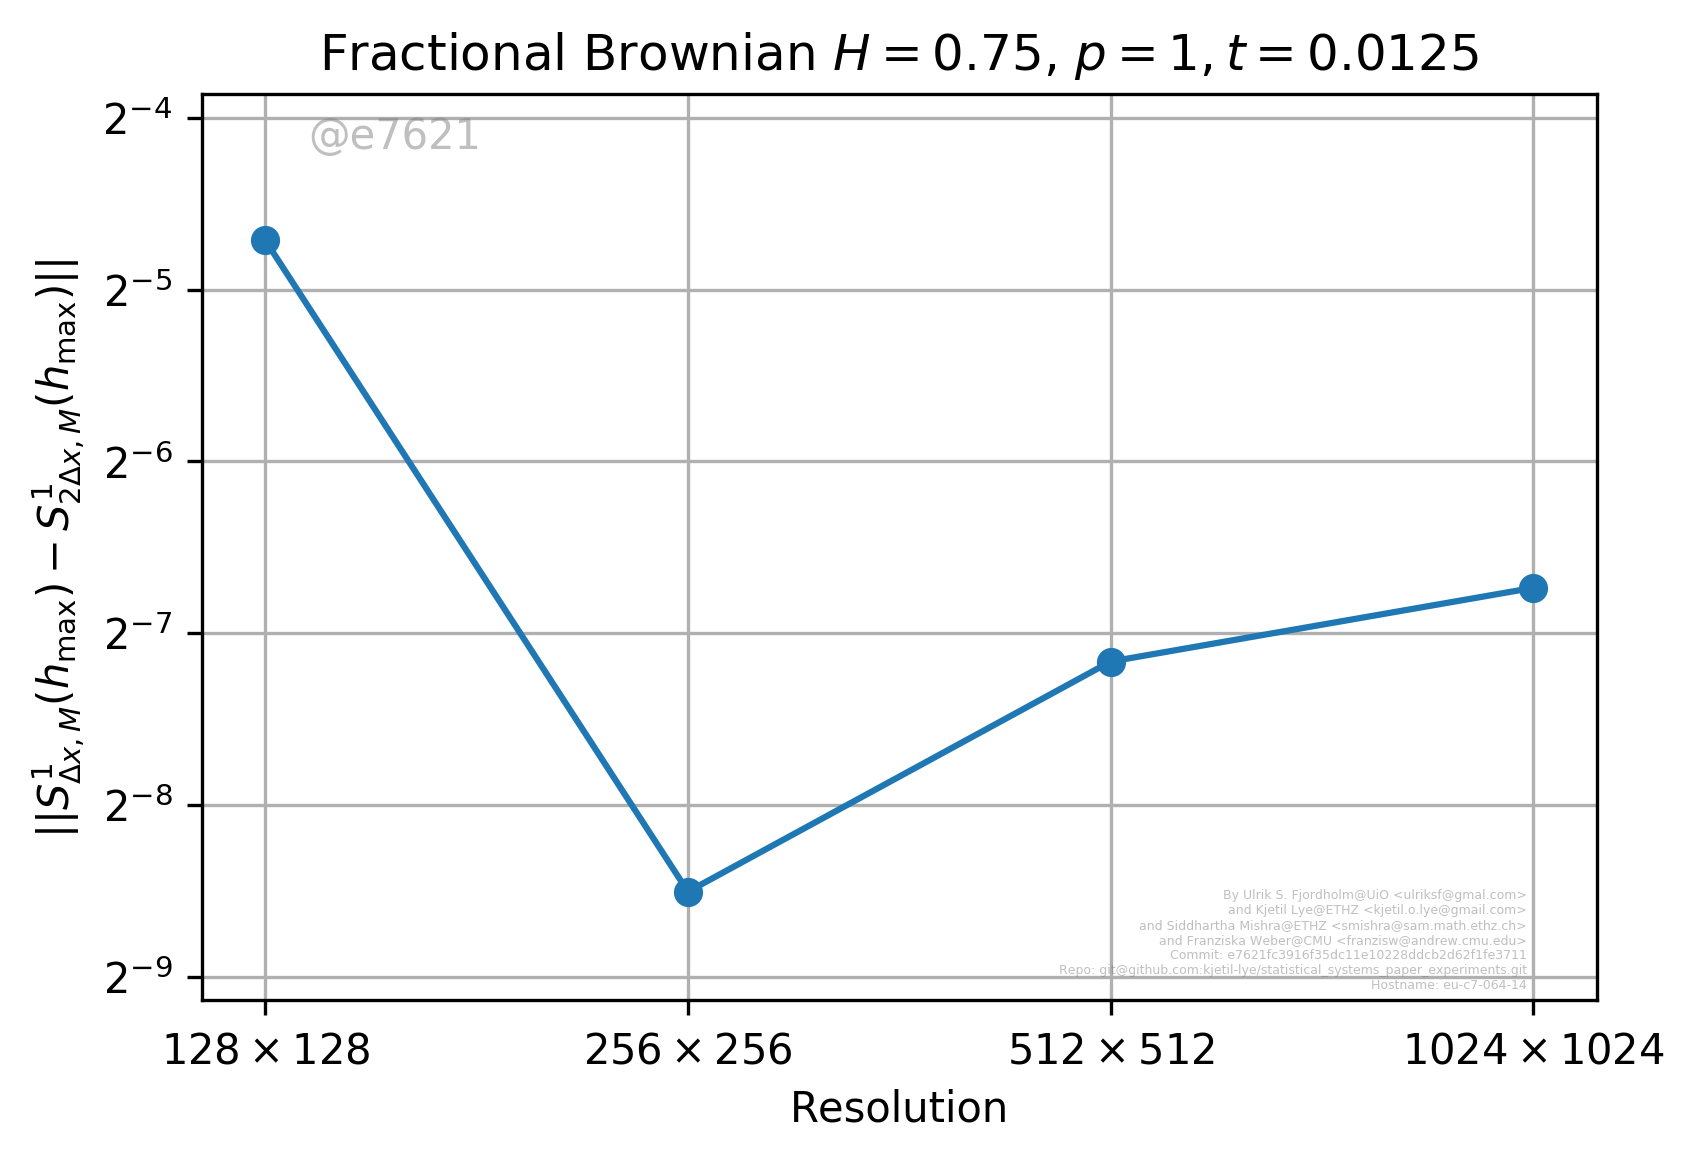 Fractional Brownian H = 0.75, p = 1, t = 0.0125
@e7621
2⁻⁴
2⁻⁵
2⁻⁶
2⁻⁷
2⁻⁸
2⁻⁹
||S¹_{Δx, M}(h_max) − S¹_{2Δx, M}(h_max)||
By Ulrik S. Fjordholm@UiO <ulriksf@gmal.com>
and Kjetil Lye@ETHZ <kjetil.o.lye@gmail.com>
and Siddhartha Mishra@ETHZ <smishra@sam.math.ethz.ch>
and Franziska Weber@CMU <franzisw@andrew.cmu.edu>
Commit: e7621fc3916f35dc11e10228ddcb2d62f1fe3711
Repo: git@github.com:kjetil-lye/statistical_systems_paper_experiments.git
Hostname: eu-c7-064-14
128 × 128
256 × 256
512 × 512
1024 × 1024
Resolution